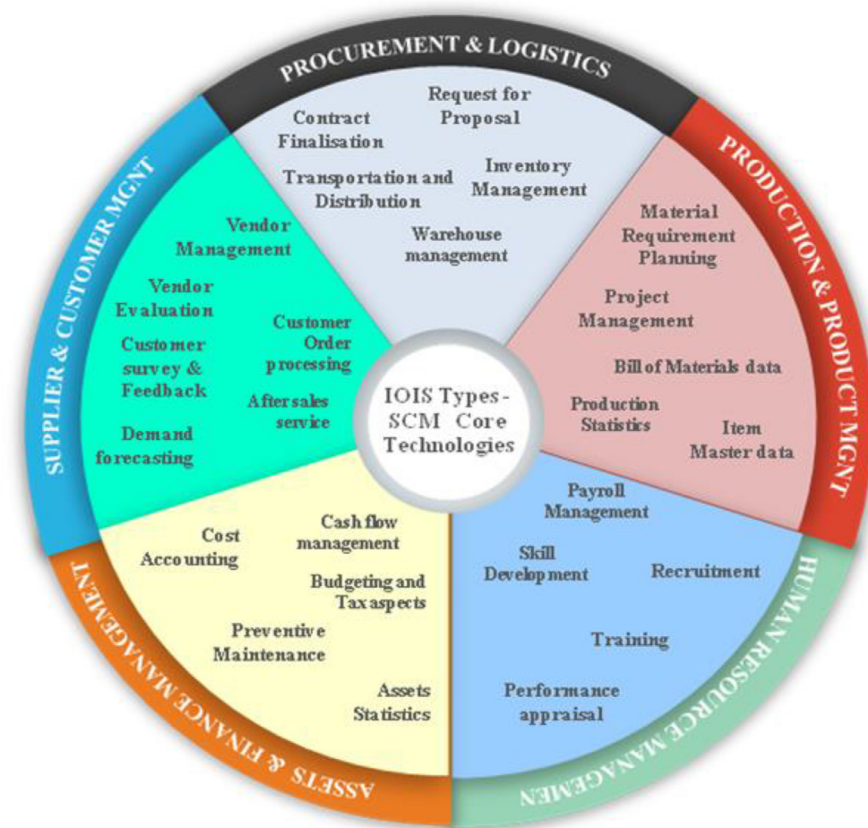 PROCUREMENT & LOGISTICS
Request for
Proposal
Contract
Finalisation
Transportation and
Distribution
Inventory
Management
Warehouse
management
PRODUCTION & PRODUCT MGNT
Material
Requirement
Planning
Project
Management
Bill of Materials data
Production
Statistics
Item
Master data
HUMAN RESOURCE MANAGEMEN
Payroll
Management
Skill
Development
Recruitment
Training
Performance
appraisal
ASSETS & FINANCE MANAGEMENT
Cost
Accounting
Cash flow
management
Budgeting and
Tax aspects
Preventive
Maintenance
Assets
Statistics
SUPPLIER & CUSTOMER MGNT
Vendor
Management
Vendor
Evaluation
Customer
Order
processing
Customer
survey &
Feedback
After sales
service
Demand
forecasting
IOIS Types-
SCM Core
Technologies